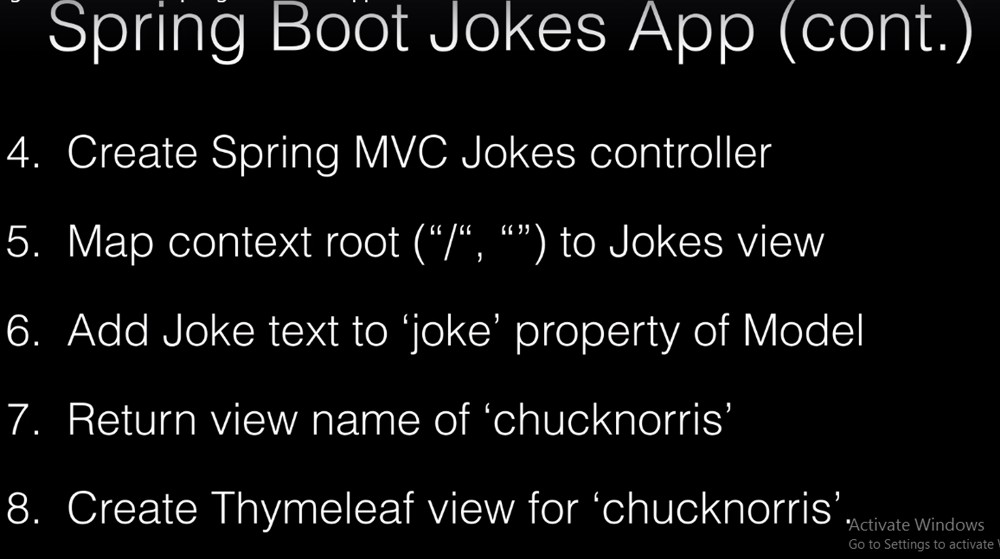 Spring Boot Jokes App (cont.)
4. Create Spring MVC Jokes controller
5. Map context root (“/“, “”) to Jokes view
6. Add Joke text to ‘joke’ property of Model
7. Return view name of ‘chucknorris’
8. Create Thymeleaf view for ‘chucknorris’.
Activate Windows
Go to Settings to activate